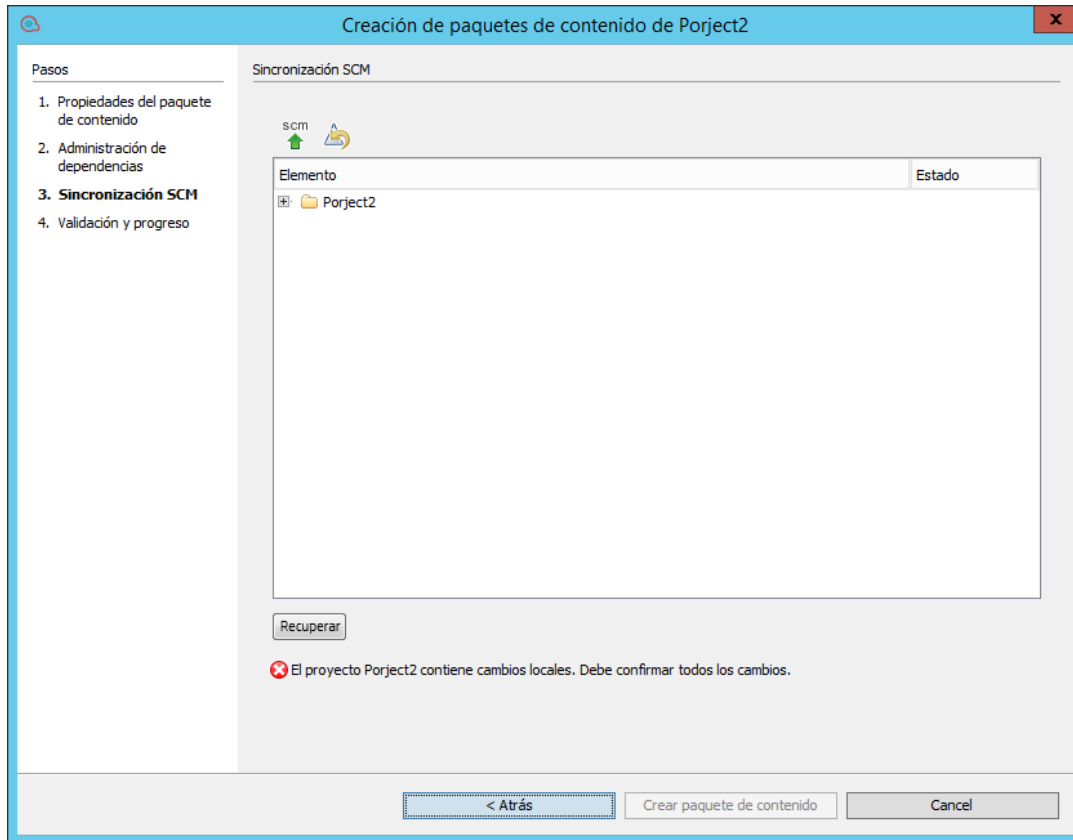 Creación de paquetes de contenido de Porject2
x
Pasos
1. Propiedades del paquete
de contenido
2. Administración de
dependencias
3. Sincronización SCM
4. Validación y progreso
Sincronización SCM
scm
Elemento
Estado
Porject2
Recuperar
El proyecto Porject2 contiene cambios locales. Debe confirmar todos los cambios.
< Atrás
Crear paquete de contenido
Cancel